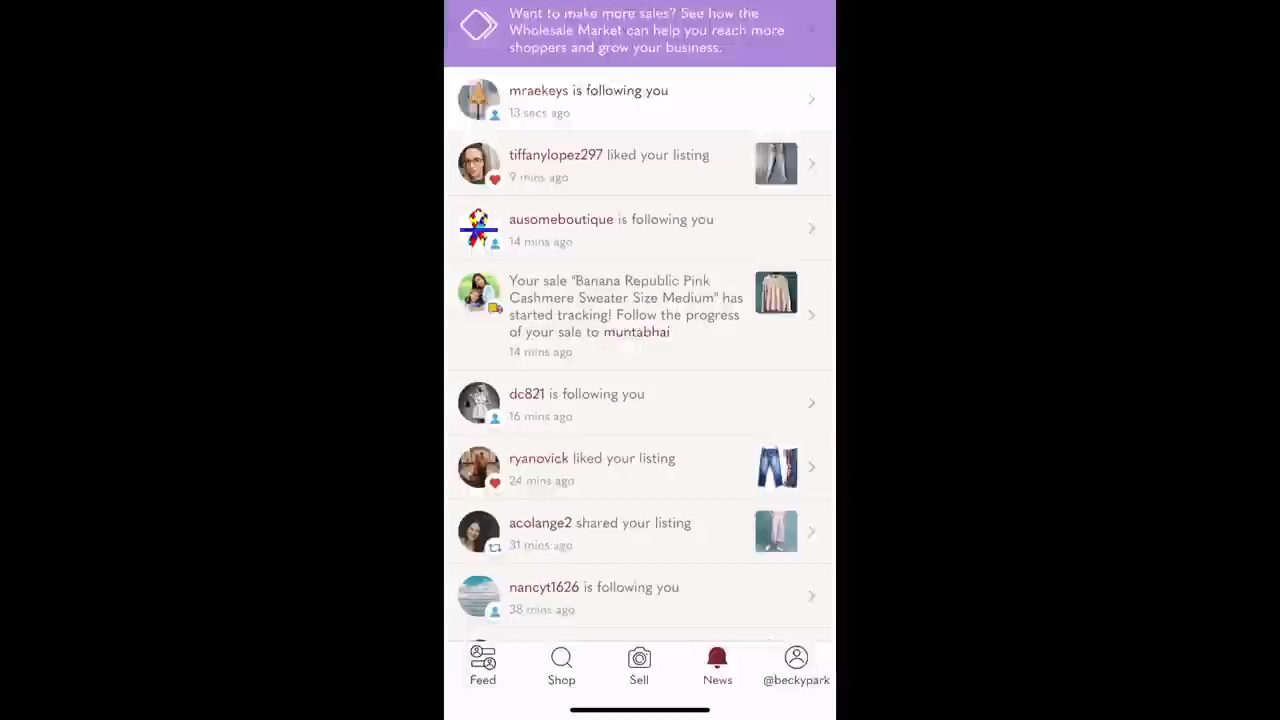 Want to make more sales? See how the
Wholesale Market can help you reach more
shoppers and grow your business.
mraekeys is following you
13 secs ago
tiffanylopez297 liked your listing
9 mins ago
ausomeboutique is following you
14 mins ago
Your sale "Banana Republic Pink
Cashmere Sweater Size Medium" has
started tracking! Follow the progress
of your sale to muntabhai
14 mins ago
dc821 is following you
16 mins ago
ryanovick liked your listing
24 mins ago
acolange2 shared your listing
31 mins ago
nancyt1626 is following you
38 mins ago
Feed Shop Sell News @beckypark